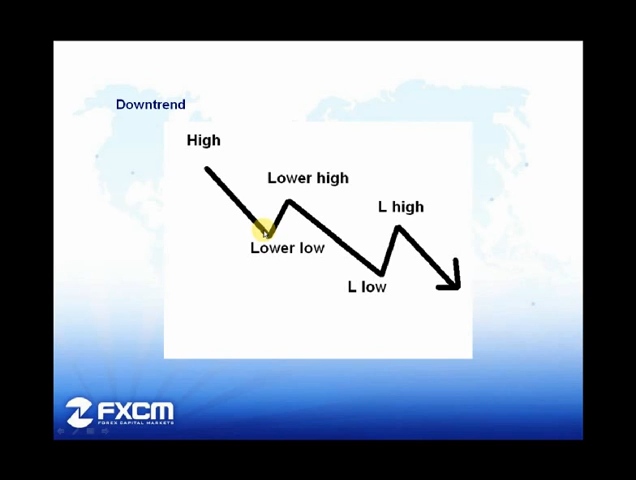 Downtrend
High
Lower high
L high
Lower low
L low
FXCM
FOREX CAPITAL MARKETS